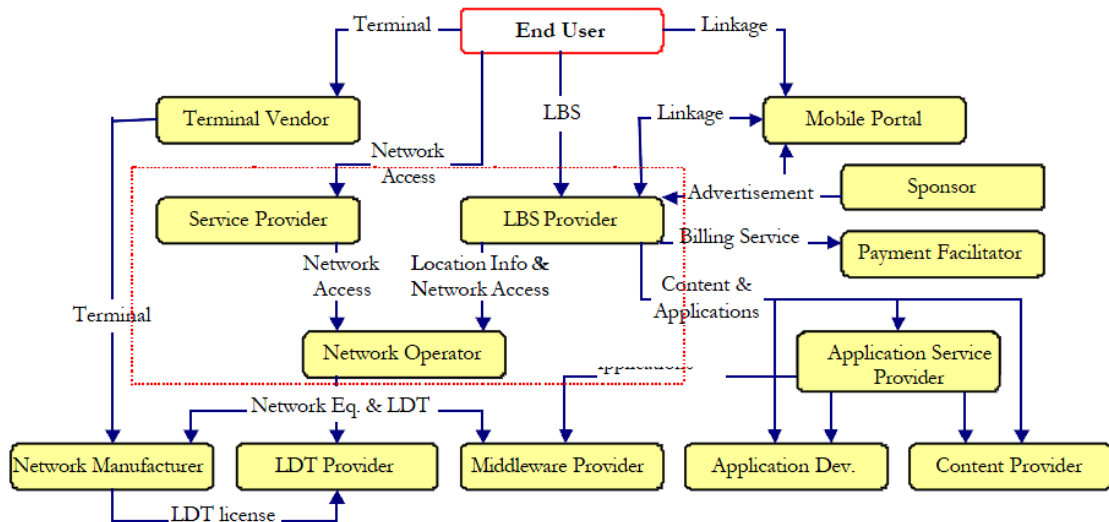 Terminal
End User
Linkage
Terminal Vendor
LBS
Linkage
Mobile Portal
Network
Access
Advertisement
Sponsor
Service Provider
LBS Provider
Billing Service
Payment Facilitator
Network
Access
Location Info &
Network Access
Content &
Applications
Terminal
Network Operator
Application Service
Provider
Applications
Network Eq. & LDT
Network Manufacturer
LDT Provider
Middleware Provider
Application Dev.
Content Provider
LDT license